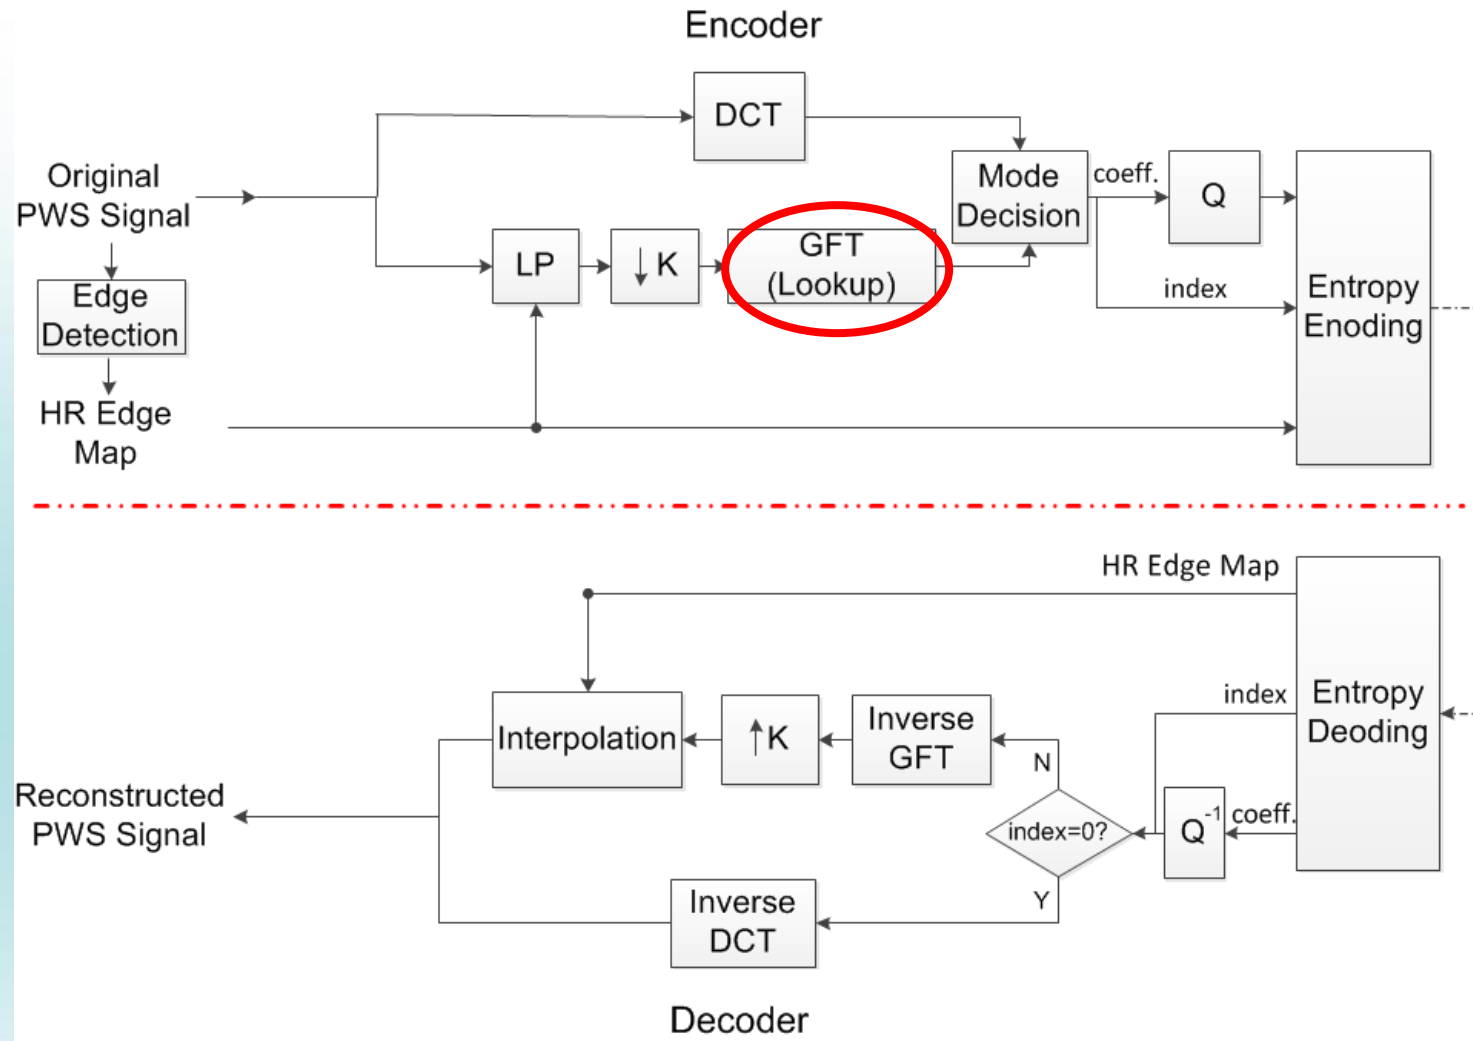 Encoder
DCT
Original
PWS Signal
Mode
Decision
coeff.
Q
LP
↓ K
GFT
(Lookup)
Edge
Detection
index
Entropy
Enoding
HR Edge
Map
HR Edge Map
Interpolation
↑K
Inverse
GFT
index
Entropy
Deoding
N
Reconstructed
PWS Signal
index=0?
Q-1
coeff.
Y
Inverse
DCT
Decoder